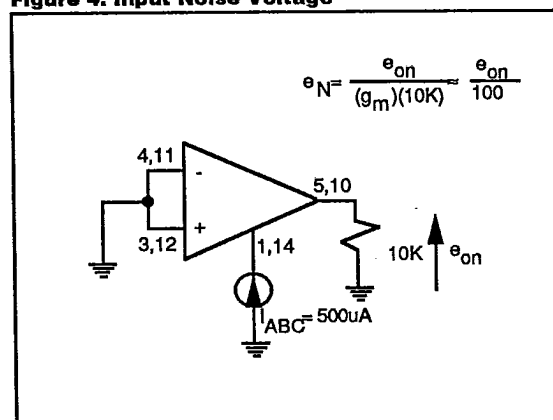 Figure 4. Input Noise Voltage
e_N = e_on / (g_m)(10K) ≈ e_on / 100
4,11
-
5,10
+
3,12
1,14
10K
e_on
I_ABC = 500uA